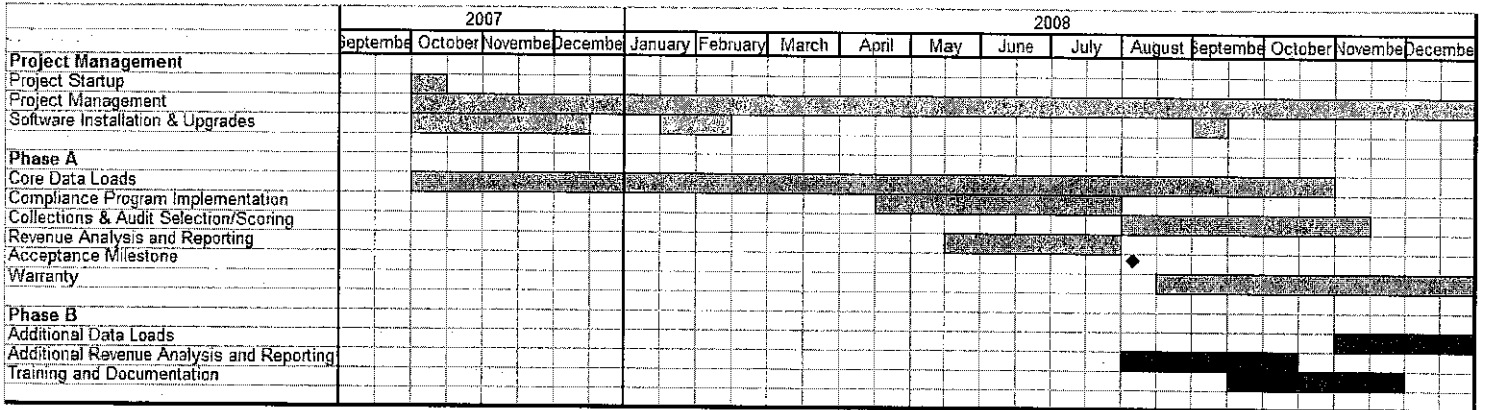 2007 2008
Septembe October Novembe Decembe January February March April May June July August Septembe October Novembe Decembe
Project Management
Project Startup
Project Management
Software Installation & Upgrades
Phase A
Core Data Loads
Compliance Program Implementation
Collections & Audit Selection/Scoring
Revenue Analysis and Reporting
Acceptance Milestone
Warranty
Phase B
Additional Data Loads
Additional Revenue Analysis and Reporting
Training and Documentation